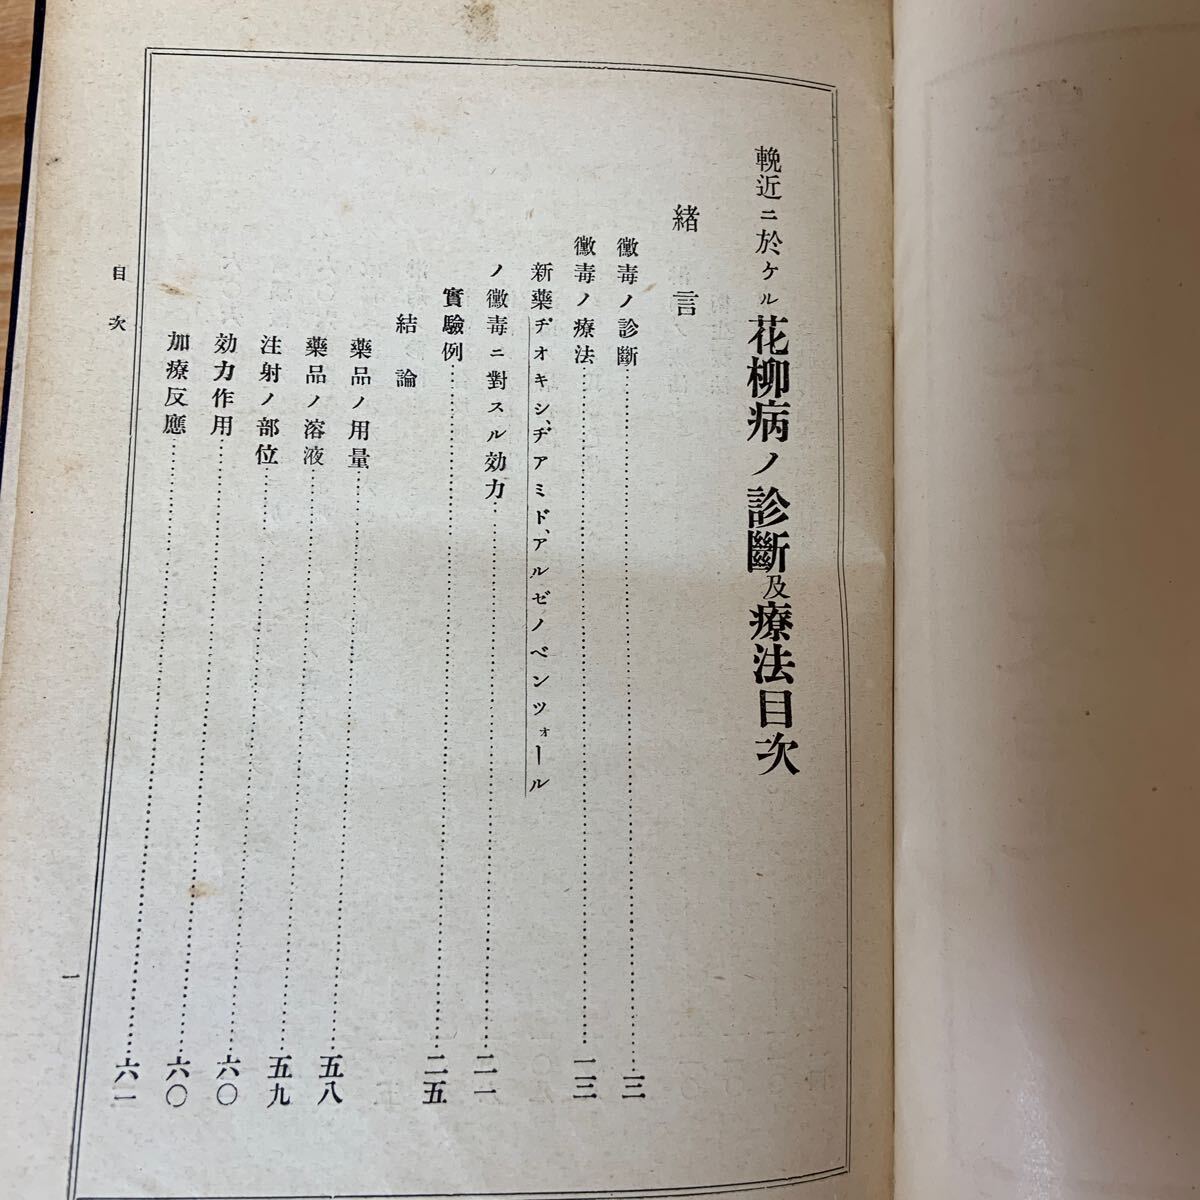 輓近ニ於ケル花柳病ノ診斷及療法目次
緒言
黴毒ノ診斷……三
黴毒ノ療法……一三
新藥ヂオキシ、ヂアミド、アルゼノベンツォール
ノ黴毒ニ對スル効力……二一
實驗例……二五
結論
藥品ノ用量……五八
藥品ノ溶液……五九
注射ノ部位……六〇
効力作用……六〇
加療反應……六一
目次
一